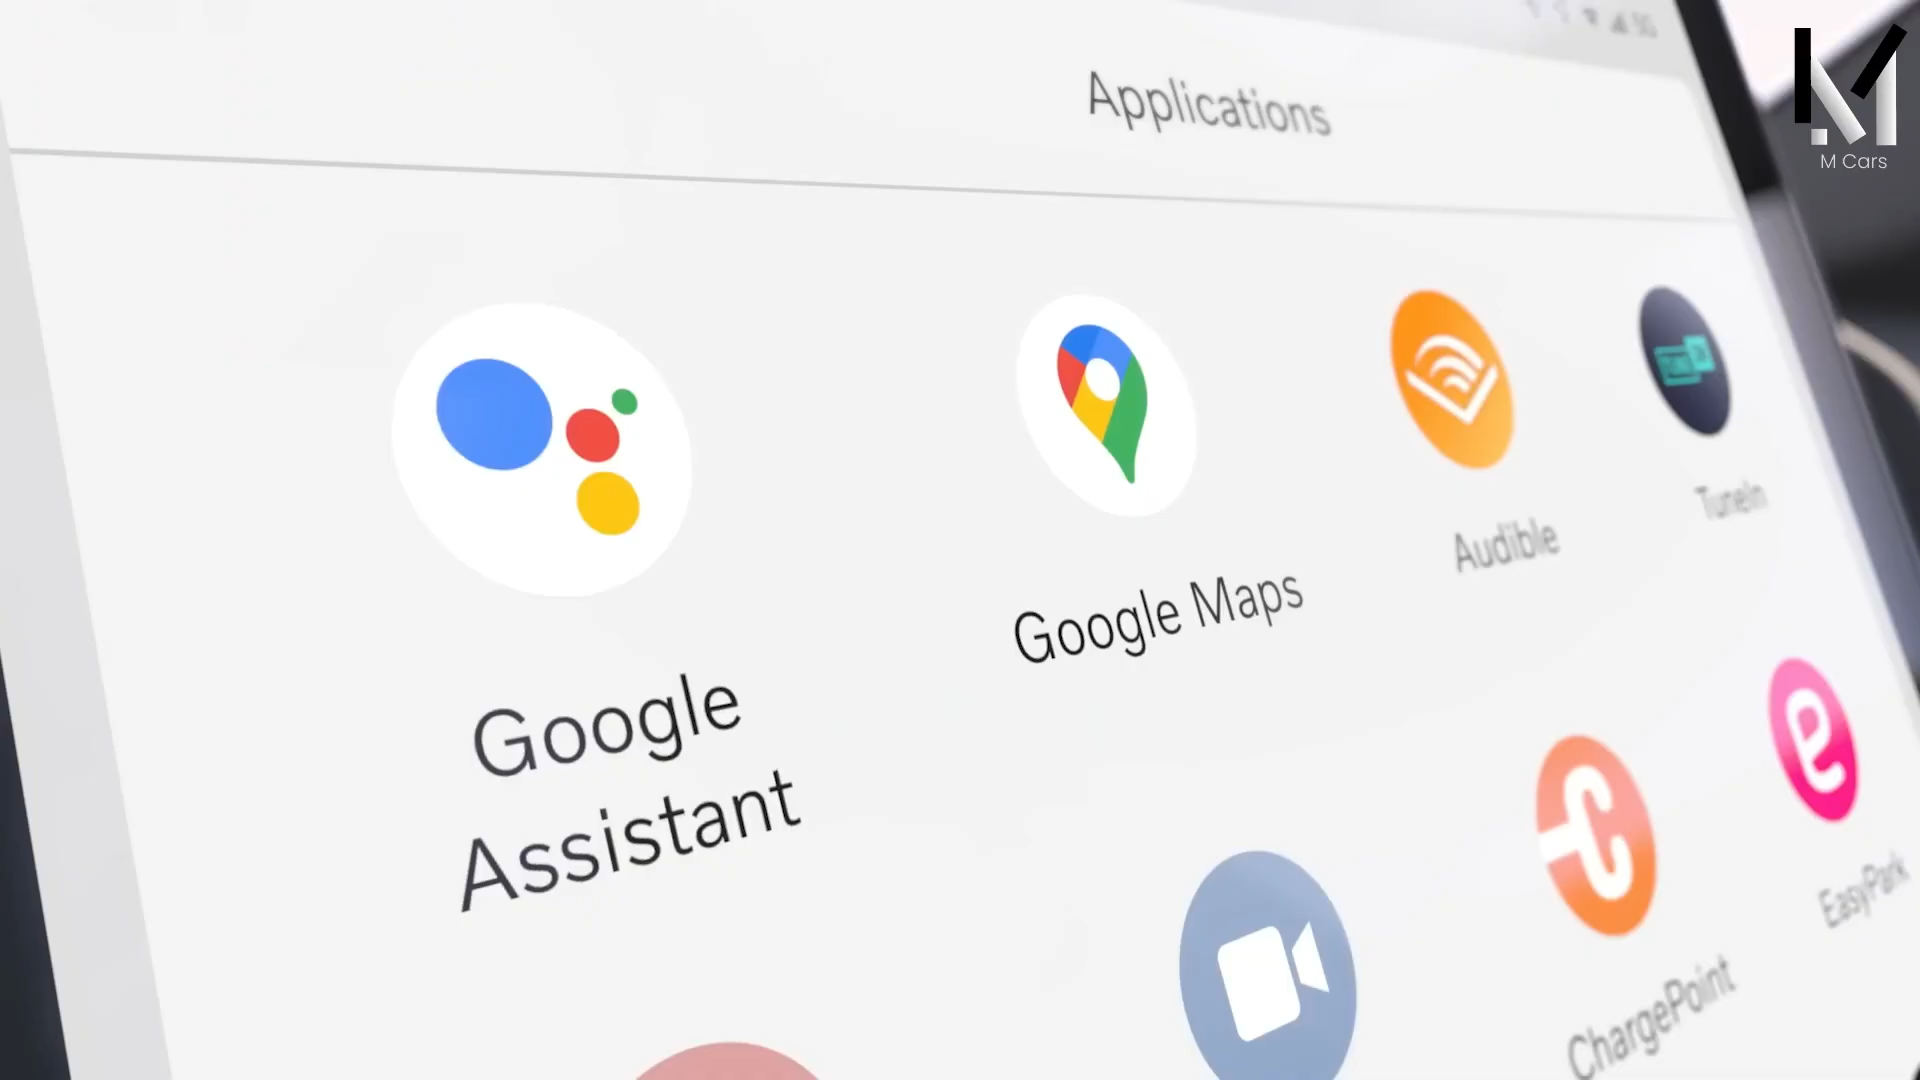 Applications
M Cars
Google
Assistant
Google Maps
Audible
TuneIn
ChargePoint
EasyPark